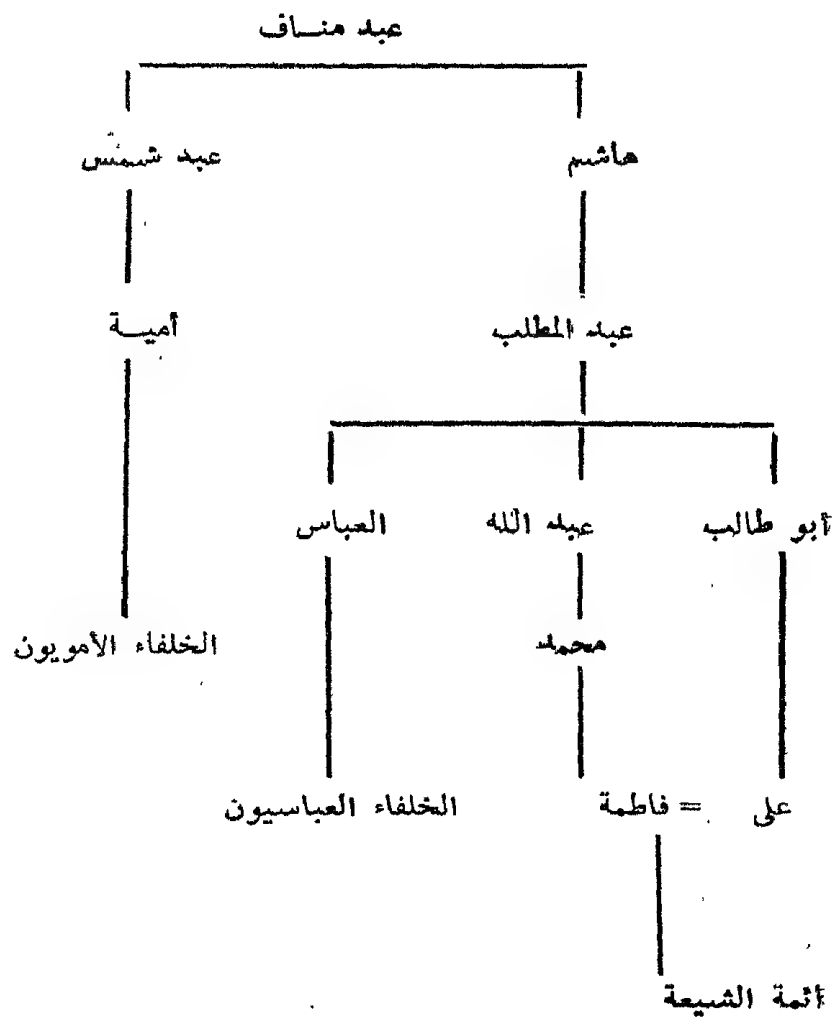 عبد منـاف
هاشم عبد شمس
عبد المطلب أميـة
أبو طالب عبد الله العباس
محمد الخلفاء الأمويون
على = فاطمة الخلفاء العباسيون
أئمة الشيعة